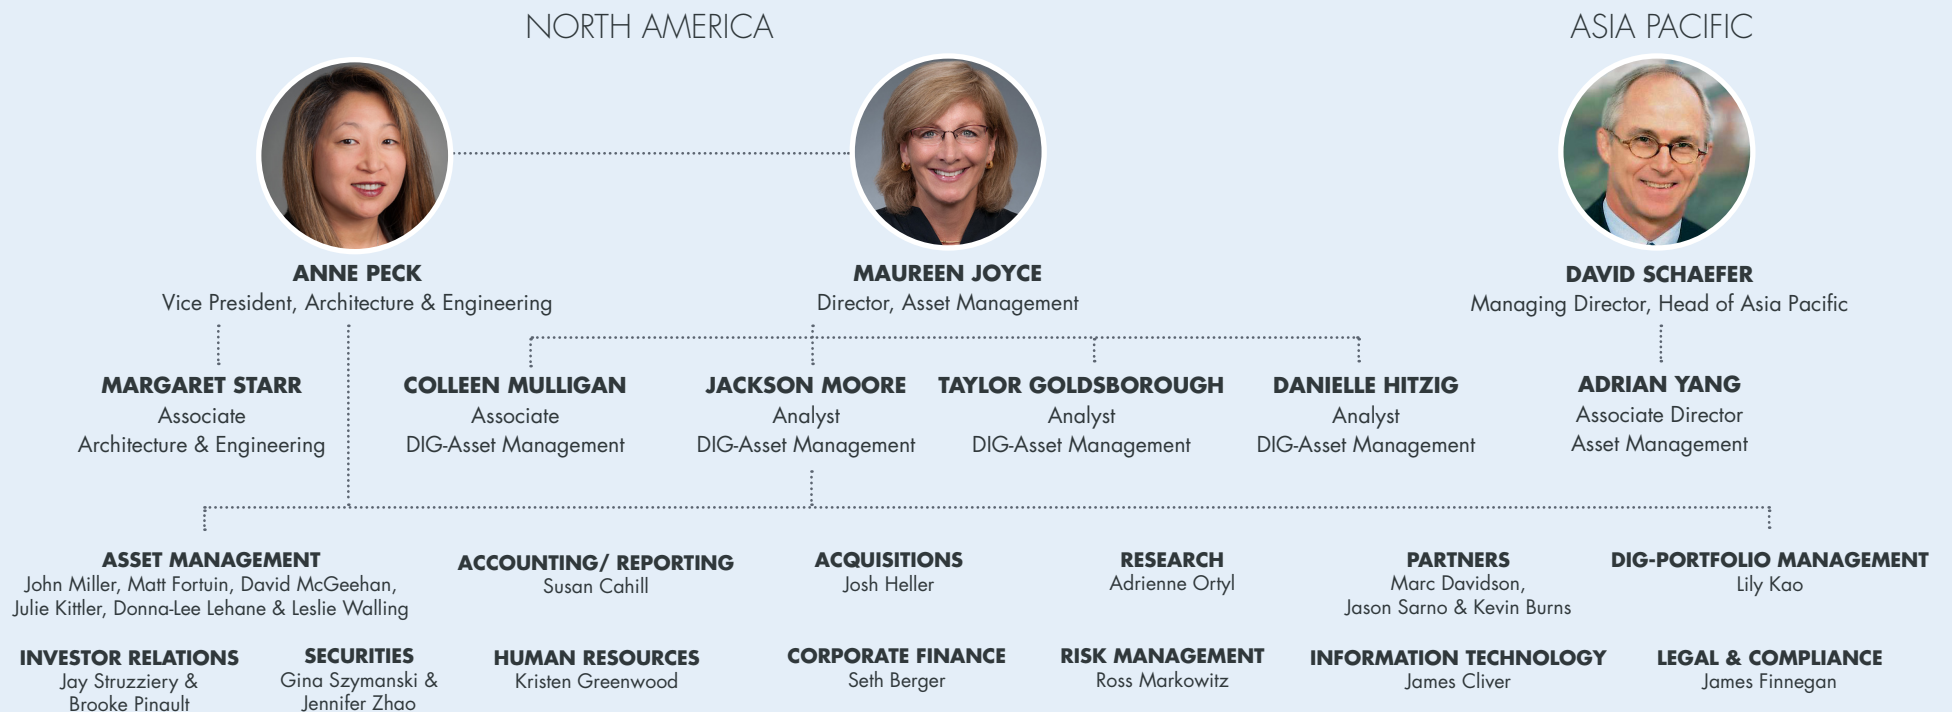 NORTH AMERICA
ASIA PACIFIC
ANNE PECK
Vice President, Architecture & Engineering
MAUREEN JOYCE
Director, Asset Management
DAVID SCHAEFER
Managing Director, Head of Asia Pacific
MARGARET STARR
Associate
Architecture & Engineering
COLLEEN MULLIGAN
Associate
DIG-Asset Management
JACKSON MOORE
Analyst
DIG-Asset Management
TAYLOR GOLDSBOROUGH
Analyst
DIG-Asset Management
DANIELLE HITZIG
Analyst
DIG-Asset Management
ADRIAN YANG
Associate Director
Asset Management
ASSET MANAGEMENT
John Miller, Matt Fortuin, David McGeehan,
Julie Kittler, Donna-Lee Lehane & Leslie Walling
ACCOUNTING/ REPORTING
Susan Cahill
ACQUISITIONS
Josh Heller
RESEARCH
Adrienne Ortyl
PARTNERS
Marc Davidson,
Jason Sarno & Kevin Burns
DIG-PORTFOLIO MANAGEMENT
Lily Kao
INVESTOR RELATIONS
Jay Struzziery &
Brooke Pinault
SECURITIES
Gina Szymanski &
Jennifer Zhao
HUMAN RESOURCES
Kristen Greenwood
CORPORATE FINANCE
Seth Berger
RISK MANAGEMENT
Ross Markowitz
INFORMATION TECHNOLOGY
James Cliver
LEGAL & COMPLIANCE
James Finnegan